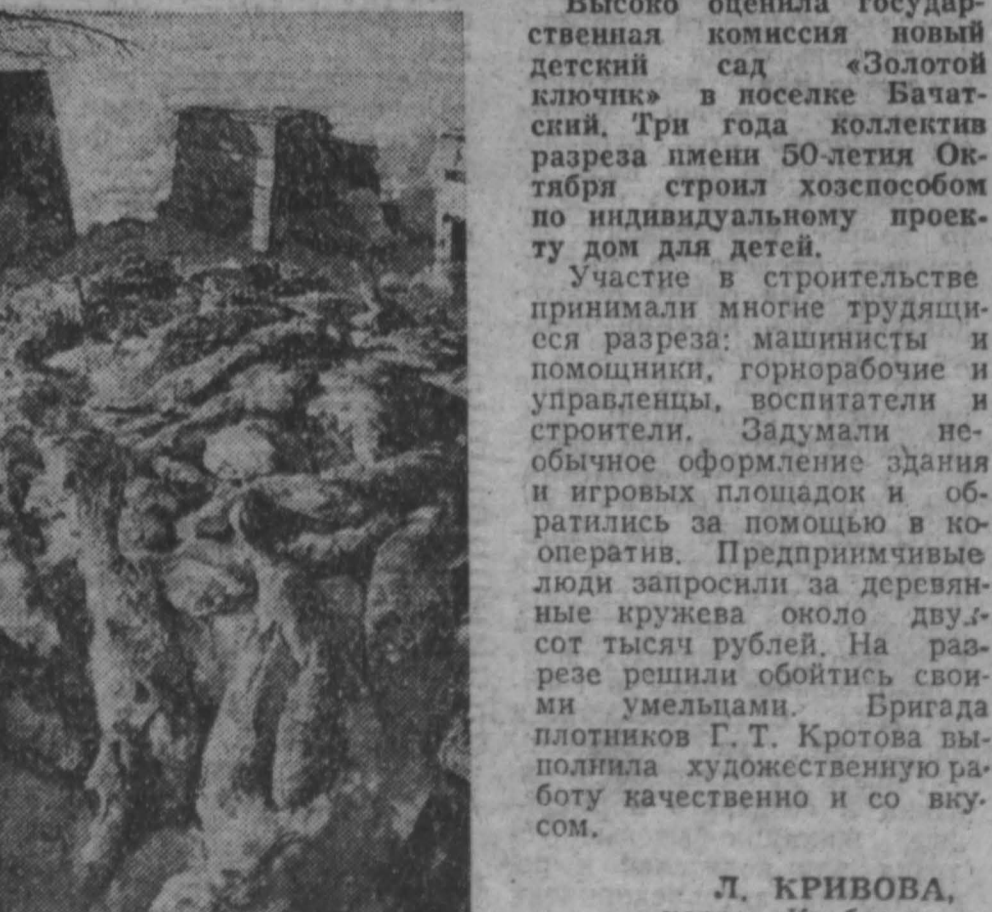 Высоко оценила государ-
ственная комиссия новый
детский сад «Золотой
ключик» в поселке Бачат-
ский. Три года коллектив
разреза имени 50-летия Ок-
тября строил хозспособом
по индивидуальному проек-
ту дом для детей.
Участие в строительстве
принимали многие трудящи-
еся разреза: машинисты и
помощники, горнорабочие и
управленцы, воспитатели и
строители. Задумали не-
обычное оформление здания
и игровых площадок и об-
ратились за помощью в ко-
оператив. Предприимчивые
люди запросили за деревян-
ные кружева около двух-
сот тысяч рублей. На раз-
резе решили обойтись свои-
ми умельцами. Бригада
плотников Г. Т. Кротова вы-
полнила художественную ра-
боту качественно и со вку-
сом.
Л. КРИВОВА,